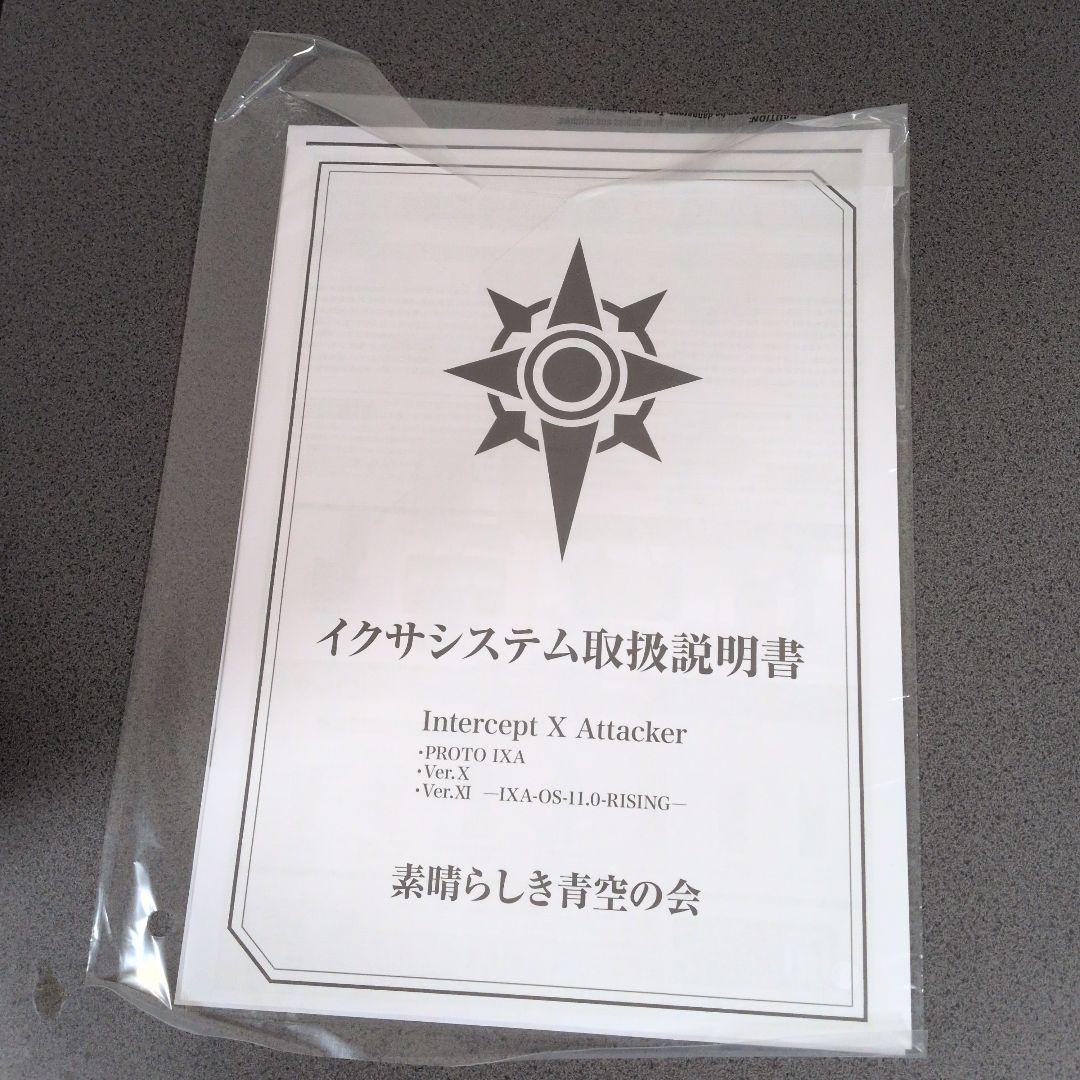 イクサシステム取扱説明書
Intercept X Attacker
・PROTO IXA
・Ver.X
・Ver.XI —IXA-OS-11.0-RISING—
素晴らしき青空の会
CAUTION: